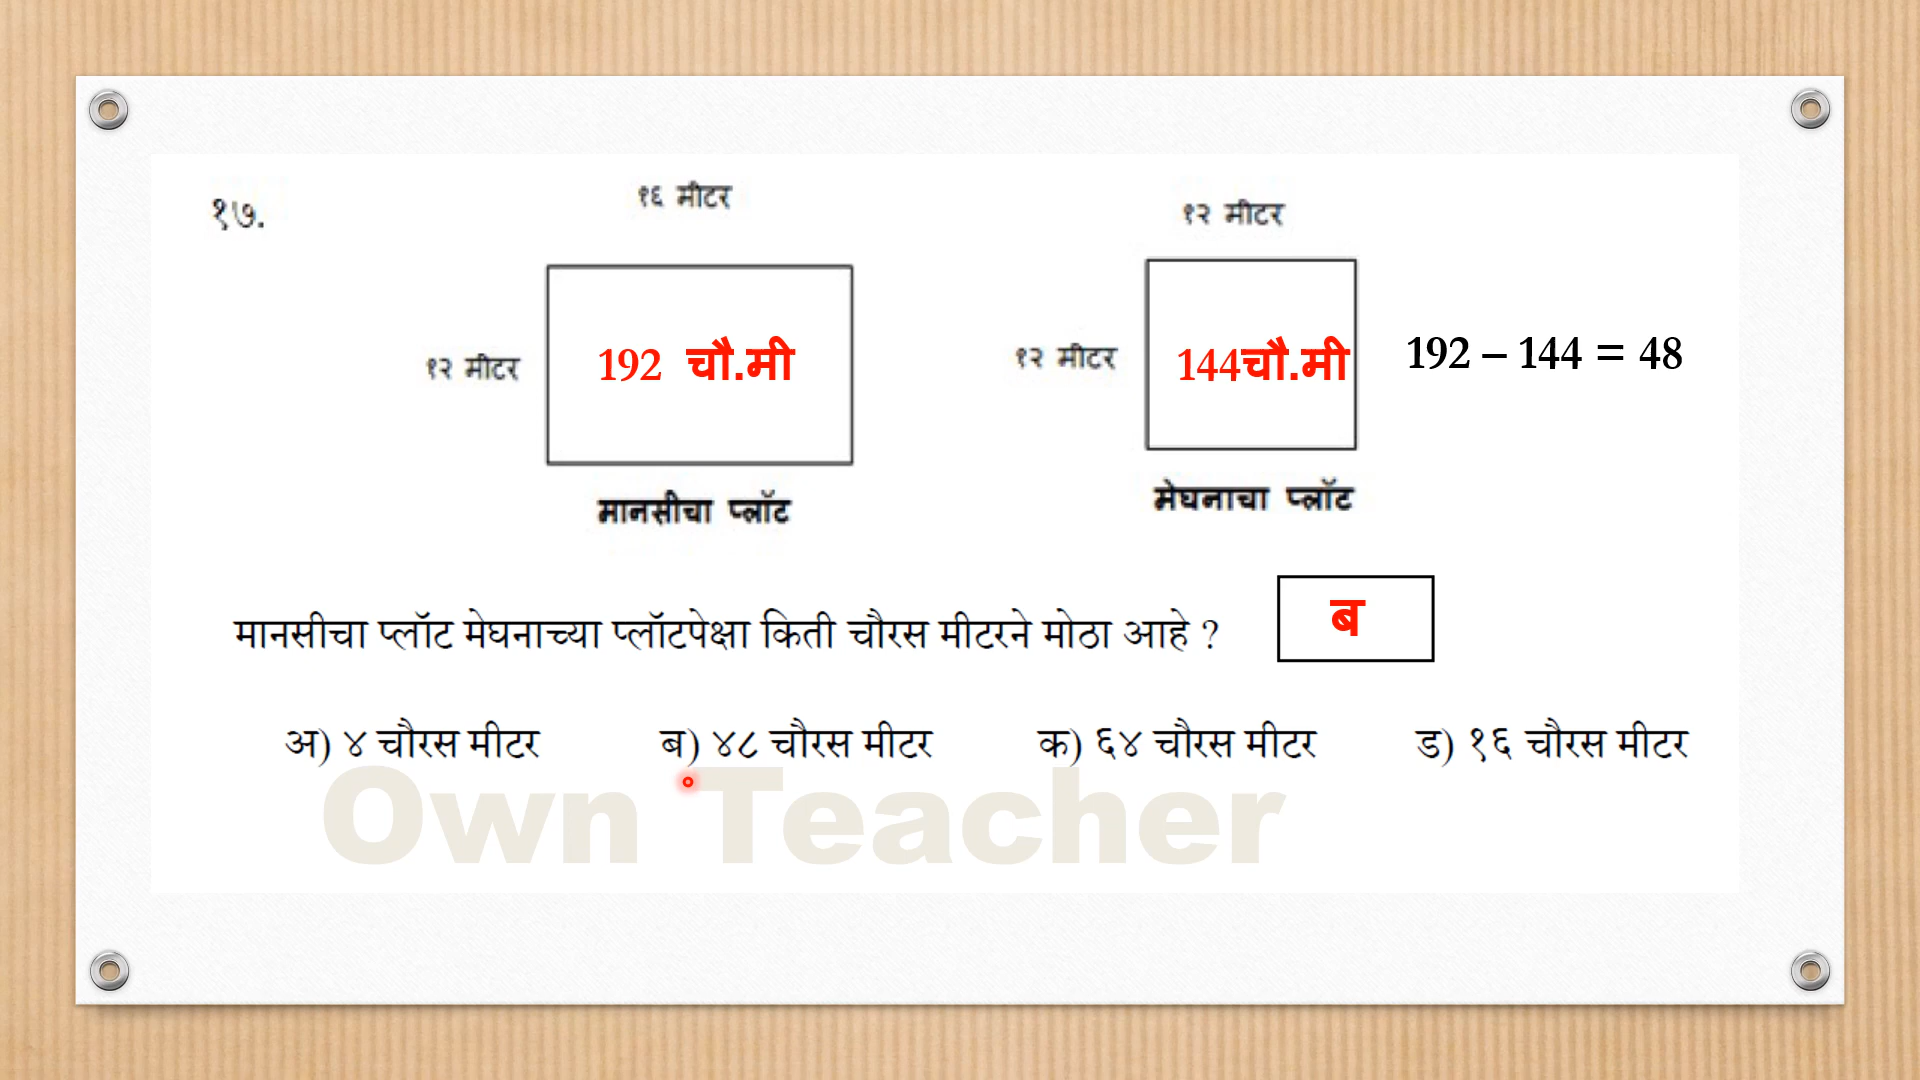 १७.
१६ मीटर
१२ मीटर
१२ मीटर
192 चौ.मी
१२ मीटर
144चौ.मी
192 – 144 = 48
मानसीचा प्लॉट
मेघनाचा प्लॉट
मानसीचा प्लॉट मेघनाच्या प्लॉटपेक्षा किती चौरस मीटरने मोठा आहे ?
ब
अ) ४ चौरस मीटर
ब) ४८ चौरस मीटर
क) ६४ चौरस मीटर
ड) १६ चौरस मीटर
Own Teacher